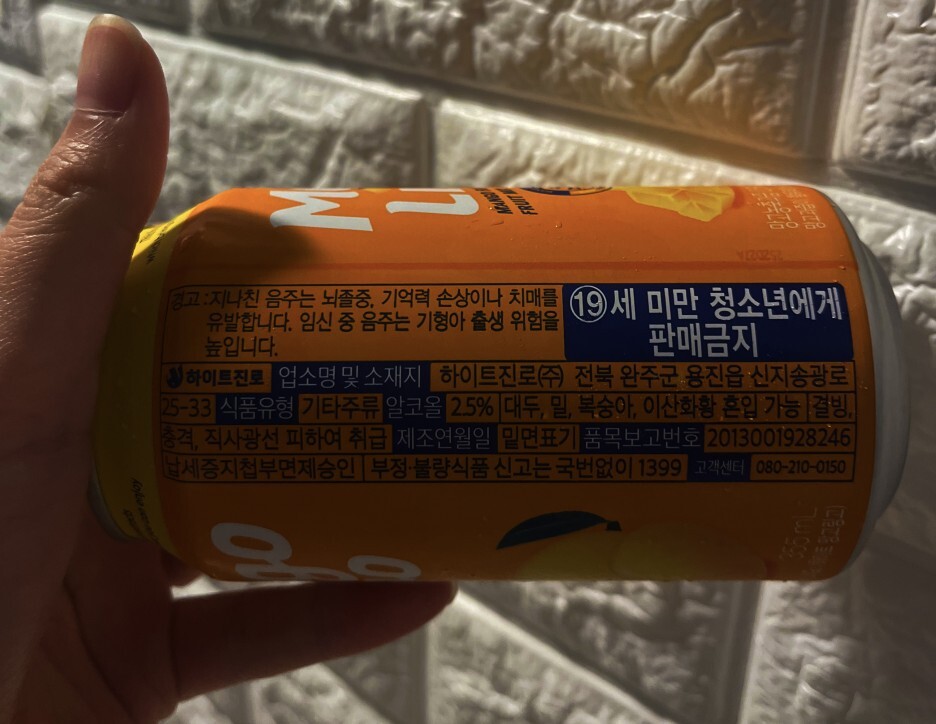 MANGO
FRUIT
경고 : 지나친 음주는 뇌졸중, 기억력 손상이나 치매를
유발합니다. 임신 중 음주는 기형아 출생 위험을
높입니다.
19세 미만 청소년에게
판매금지
하이트진로 업소명 및 소재지 하이트진로(주) 전북 완주군 용진읍 신지송광로
25-33 식품유형 기타주류 알코올 2.5% 대두, 밀, 복숭아, 이산화황 혼입 가능 결빙,
충격, 직사광선 피하여 취급 제조연월일 밑면표기 품목보고번호 2013001928246
납세증지첩부면제승인 부정·불량식품 신고는 국번없이 1399 고객센터 080-210-0150
355 mL